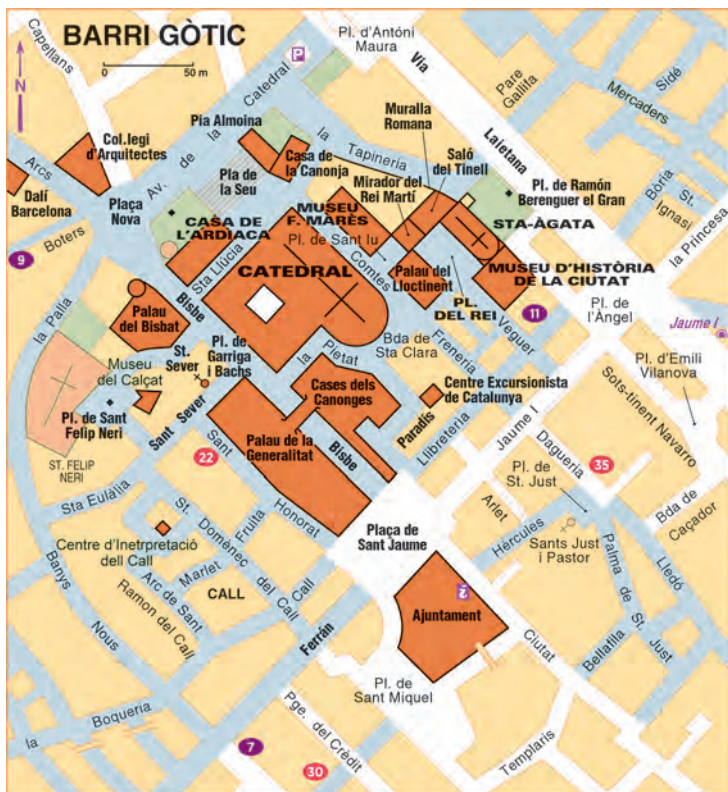 BARRI GÒTIC
0
50 m
N
Capellans
Pl. d'Antóni
Maura
P
Via
Laietana
Pare
Gallifa
Sidé
Mercaders
Av. de la Catedral
Muralla
Romana
Pia Almoina
Col.legi
d'Arquitectes
la Tapineria
Casa de
la Canonja
Saló
del Tinell
Mirador del
Rei Martí
Pl. de Ramón
Berenguer el Gran
Bòria
St. Ignasi
la Princesa
Arcs
Dalí
Barcelona
Plaça
Nova
Pla de
la Seu
MUSEU
F. MARÈS
STA-ÀGATA
CASA DE
L'ARDIACA
Pl. de Sant Iu
Boters
9
Sta Llúcia
CATEDRAL
Comtes
Palau del
Lloctinent
MUSEU D'HISTÒRIA
DE LA CIUTAT
PL.
DEL REI
11
Pl. de
l'Àngel
Jaume I
la Palla
Palau
del Bisbat
Bisbe
Pl. de
Garriga
i Bachs
Veguer
Bda de
Sta Clara
Freneria
la Pietat
St.
Sever
Museu
del Calçat
Pl. d'Emili
Vilanova
Cases dels
Canonges
Centre Excursionista
de Catalunya
Pl. de Sant
Felip Neri
Sant Sever
Paradís
Sots-tinent Navarro
Palau de la
Generalitat
Bisbe
Llibreteria
Jaume I
Dagueria
ST. FELIP
NERI
22
Sant Honorat
35
Pl. de
St. Just
Sta Eulàlia
Arlet
Bda de
Caçador
Hércules
Plaça de
Sant Jaume
Sants Just
i Pastor
Centre d'Inetrpretació
dell Call
St. Domènec del Call
Fruita
Marlet
Arc de Sant
Ramon del Call
CALL
Call
Palma de St. Just
Lledó
Ajuntament
i
Banys Nous
Ferrán
Bellafila
Ciutat
Pl. de
Sant Miquel
la Boqueria
Pge. del Crèdit
Templaris
7
30